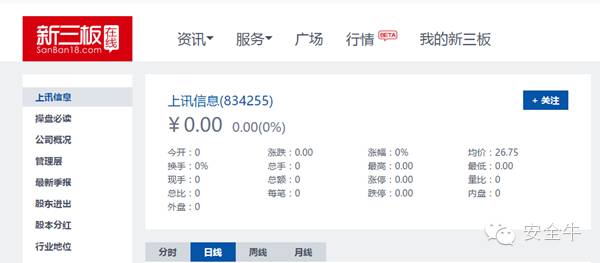 新三板 在线
SanBan18.com
资讯 服务 广场 行情 BETA 我的新三板
上讯信息
操盘必读
公司概况
管理层
最新季报
股东进出
股本分红
行业地位
上讯信息(834255)
+ 关注
￥0.00 0.00(0%)
今开：0 涨跌：0.00 涨幅：0% 均价：26.75
换手：0% 总手：0 最高：0.00 最低：0.00
现手：0 总额：0 涨停：0.00 量比：0
总比：0 每笔：0 跌停：0.00 内盘：0
外盘：0
分时 日线 周线 月线
安全牛